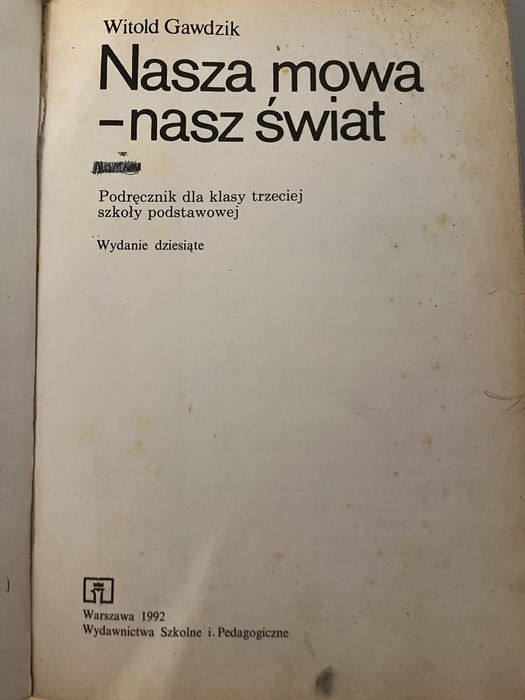 Witold Gawdzik
Nasza mowa
–nasz świat
Podręcznik dla klasy trzeciej
szkoły podstawowej
Wydanie dziesiąte
Warszawa 1992
Wydawnictwa Szkolne i Pedagogiczne